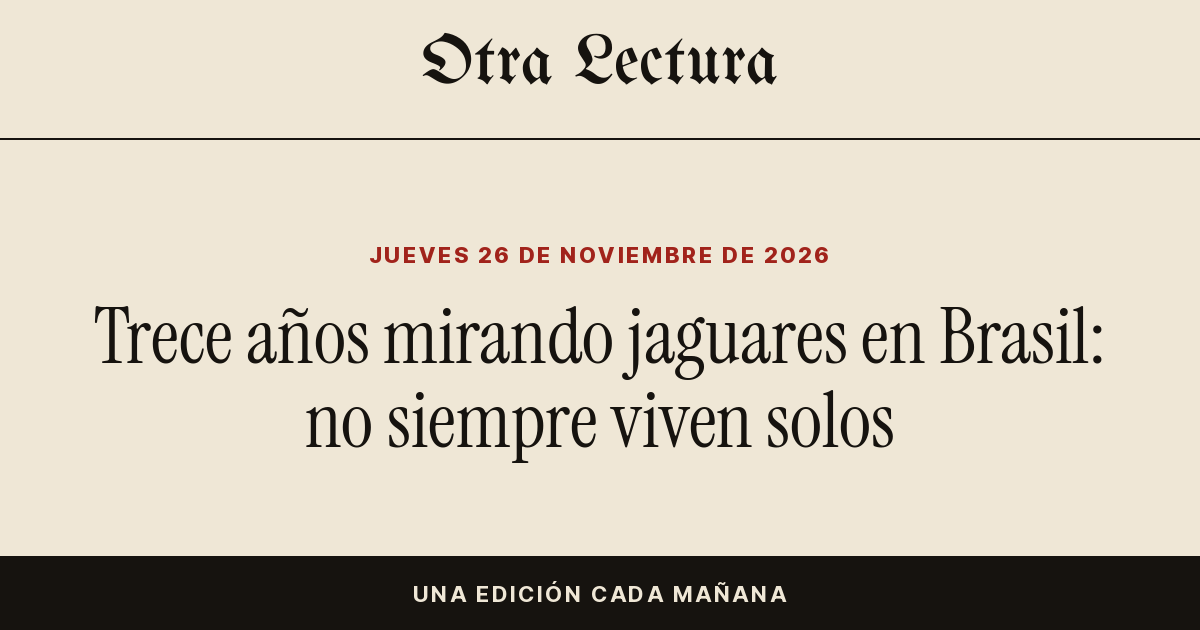 Otra Lectura
JUEVES 26 DE NOVIEMBRE DE 2026
Trece años mirando jaguares en Brasil:
no siempre viven solos
UNA EDICIÓN CADA MAÑANA